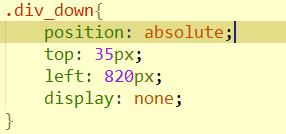 .div_down{
    position: absolute;
    top: 35px;
    left: 820px;
    display: none;
}